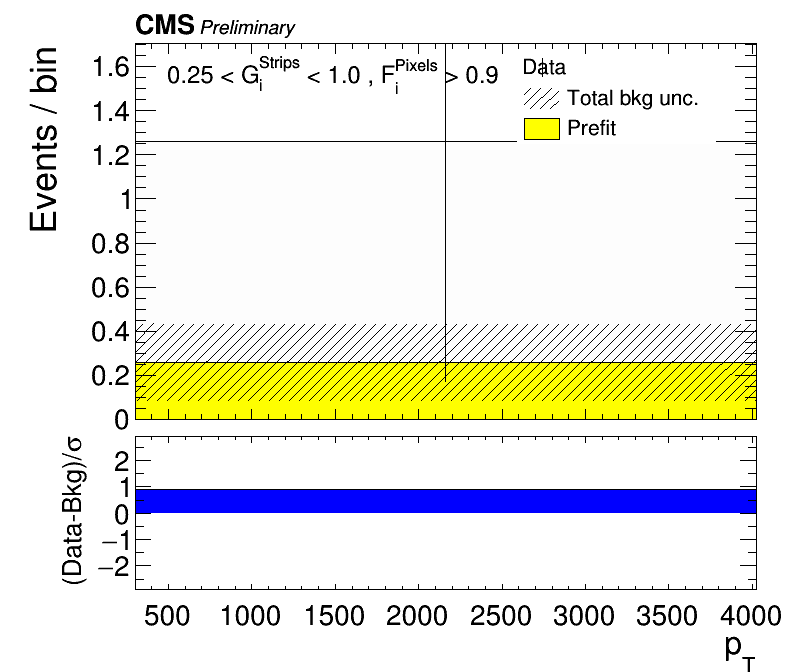 CMS Preliminary
Events / bin
0.25 < G_i^Strips < 1.0 , F_i^Pixels > 0.9
Data
Total bkg unc.
Prefit
1.6
1.4
1.2
1
0.8
0.6
0.4
0.2
0
(Data-Bkg)/σ
2
1
0
−1
−2
500 1000 1500 2000 2500 3000 3500 4000
p_T